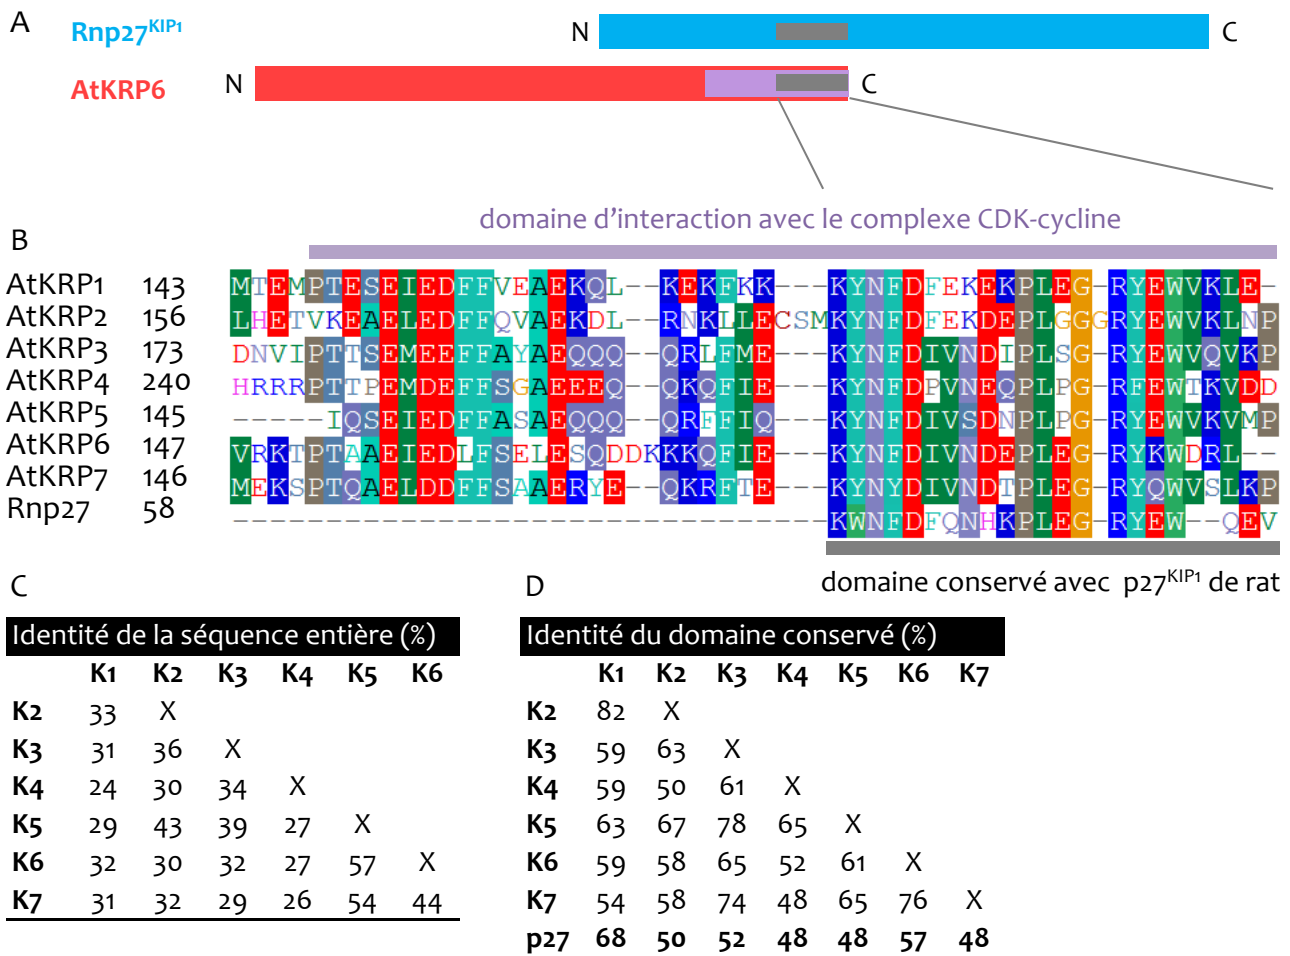 A
Rnp27KIP1 N C
AtKRP6 N C
domaine d'interaction avec le complexe CDK-cycline
B
AtKRP1 143 MTEMPTESEIEDFFVEAEKQL--KEKFKK---KYNFDFEKEKPLEG-RYEWVKLE-
AtKRP2 156 LHETVKEAELEDFFQVAEKDL--RNKLLECSMKYNFDFEKDEPLGGGRYEWVKLNP
AtKRP3 173 DNVIPTTSEMEEFFAYAEQQQ--QRLFME---KYNFDIVNDIPLSG-RYEWVQVKP
AtKRP4 240 HRRRPTTPEMDEFFSGAEEEQ--QKQFIE---KYNFDPVNEQPLPG-RFEWTKVDD
AtKRP5 145 -----IQSEIEDFFASAEQQQ--QRFFIQ---KYNFDIVSDNPLPG-RYEWVKVMP
AtKRP6 147 VRKTPTAAEIEDLFSELESQDDKKKQFIE---KYNFDIVNDEPLEG-RYKWDRL--
AtKRP7 146 MEKSPTQAELDDFFSAAERYE--QKRFTE---KYNYDIVNDTPLEG-RYQWVSLKP
Rnp27 58 --------------------------------KWNFDFQNHKPLEG-RYEW--QEV
domaine conservé avec p27KIP1 de rat
C
Identité de la séquence entière (%)
K1 K2 K3 K4 K5 K6
K2 33 X
K3 31 36 X
K4 24 30 34 X
K5 29 43 39 27 X
K6 32 30 32 27 57 X
K7 31 32 29 26 54 44
D
Identité du domaine conservé (%)
K1 K2 K3 K4 K5 K6 K7
K2 82 X
K3 59 63 X
K4 59 50 61 X
K5 63 67 78 65 X
K6 59 58 65 52 61 X
K7 54 58 74 48 65 76 X
p27 68 50 52 48 48 57 48